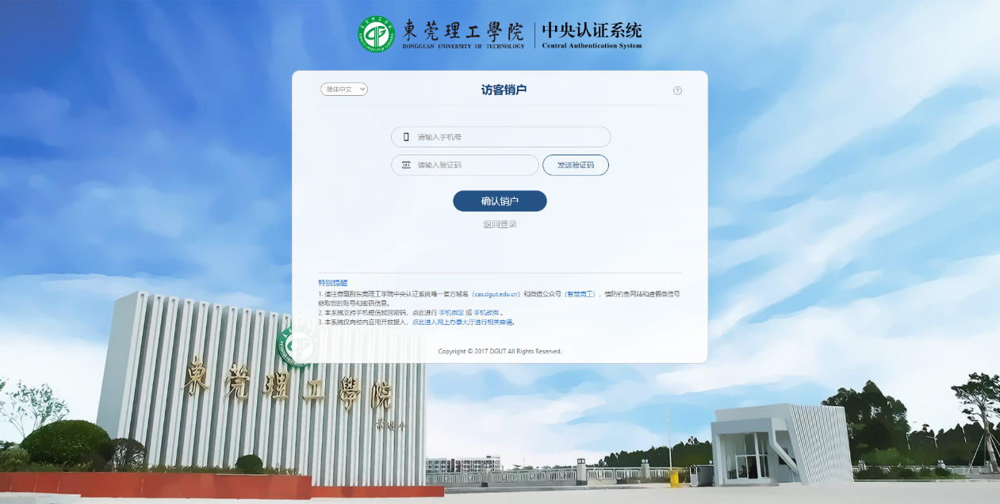 東莞理工學院 中央认证系统
DONGGUAN UNIVERSITY OF TECHNOLOGY Central Authentication System
简体中文
访客销户
?
请输入手机号
请输入验证码
发送验证码
确认销户
返回登录
特别提醒
1. 请注意甄别东莞理工学院中央认证系统唯一官方域名（cas.dgut.edu.cn）和微信公众号（智慧莞工），慎防钓鱼网站和虚假微信号
骗取您的账号和密码信息。
2. 本系统支持手机短信找回密码，点此进行 手机绑定 或 手机改绑 。
3. 本系统仅向校内应用开放接入，点此进入网上办事大厅进行相关申请。
Copyright © 2017 DGUT All Rights Reserved.
東莞理工學院